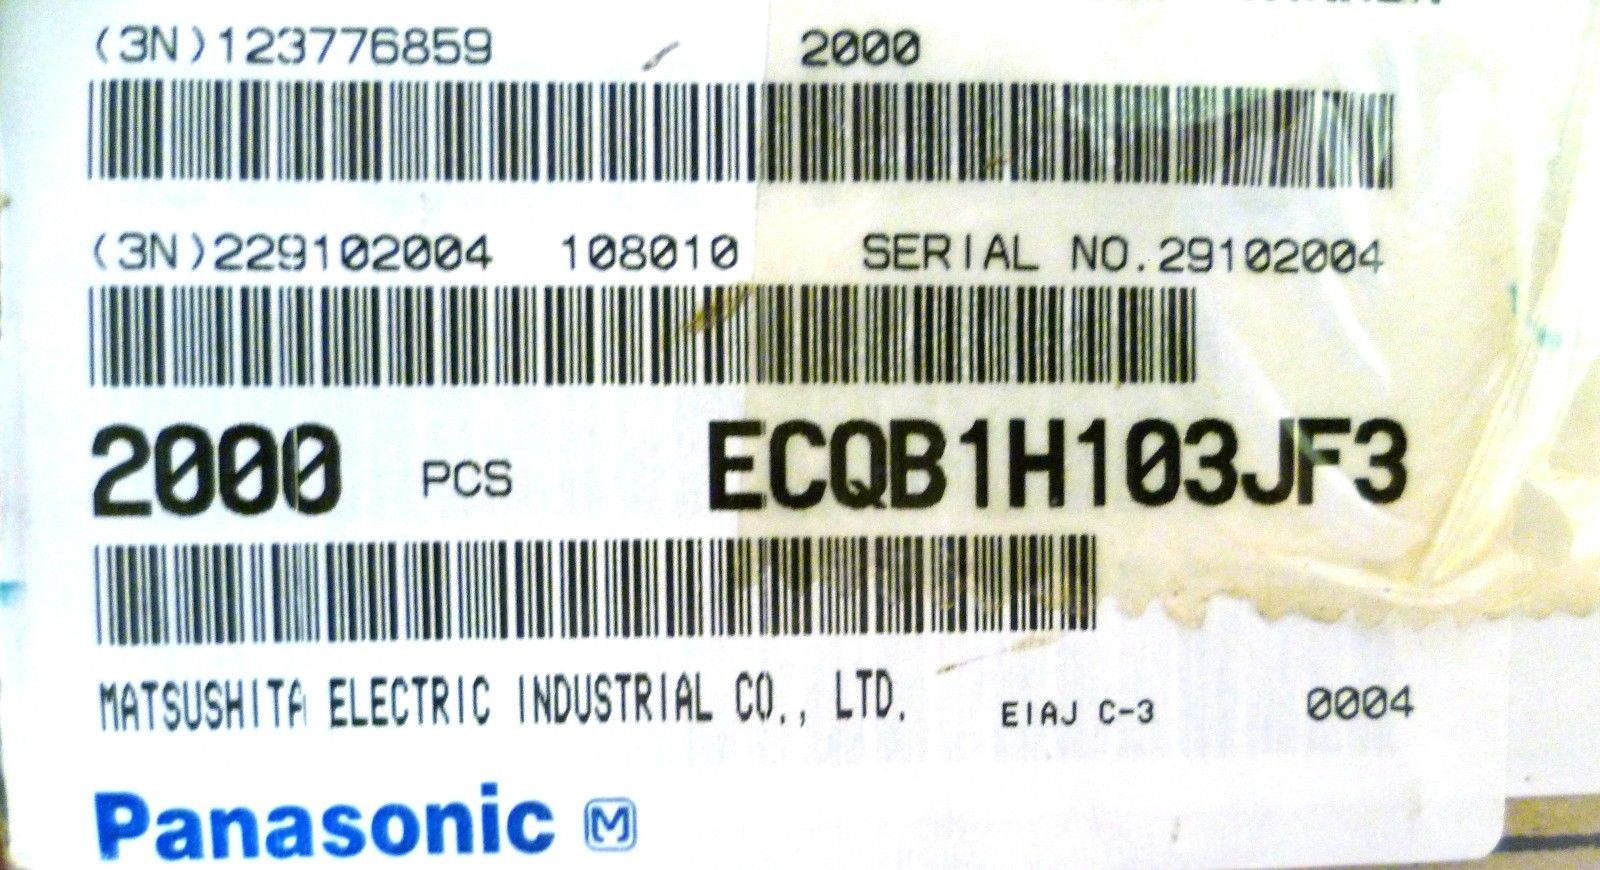 (3N)123776859 2000
(3N)229102004 108010 SERIAL NO.29102004
2000 PCS ECQB1H103JF3
MATSUSHITA ELECTRIC INDUSTRIAL CO., LTD. EIAJ C-3 0004
Panasonic M